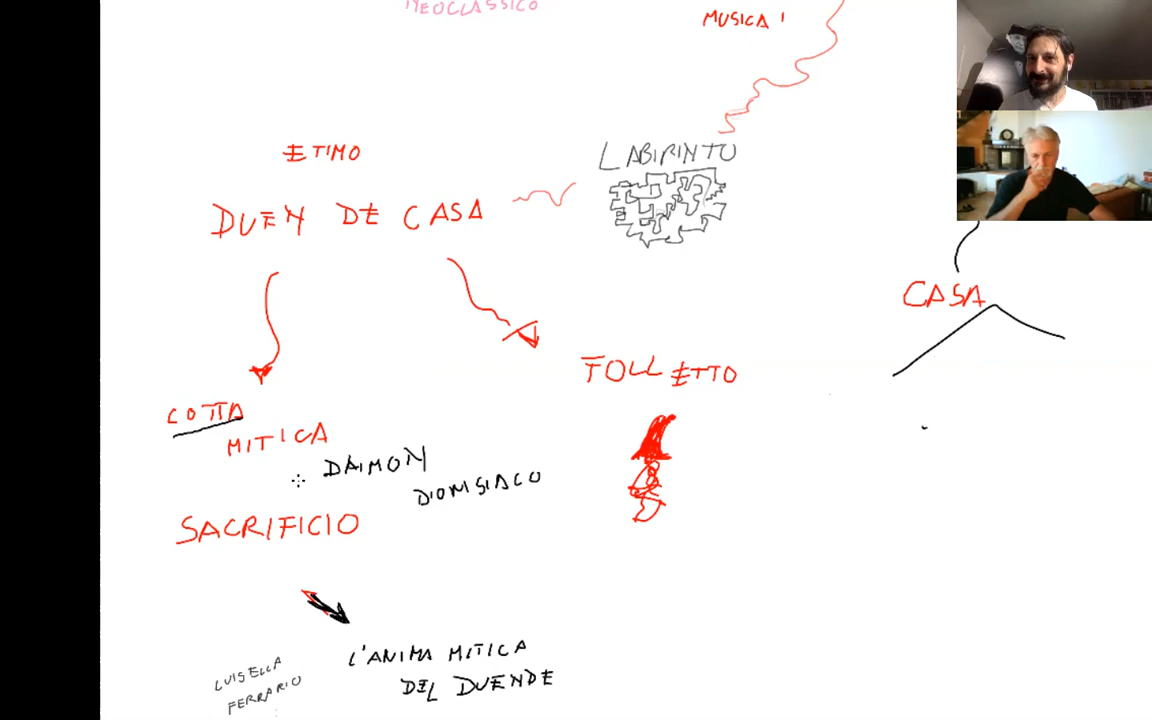 NEOCLASSICO
MUSICA
ETIMO
LABIRINTO
DUEN DE CASA
CASA
FOLLETTO
LOTTA
MITICA
DAIMON
DIONISIACO
SACRIFICIO
L'ANIMA MITICA
DEL DUENDE
LUISELLA
FERRARIO